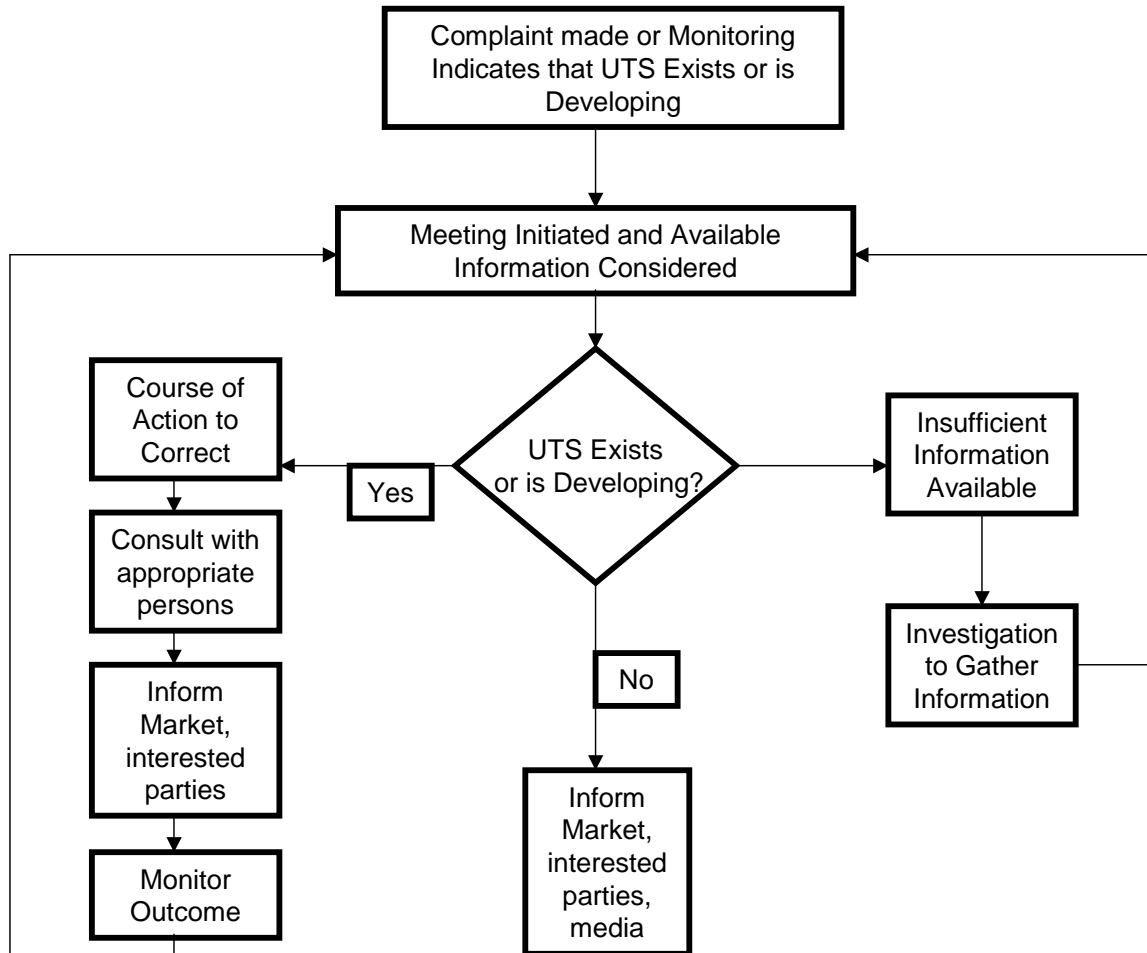 Complaint made or Monitoring
Indicates that UTS Exists or is
Developing
Meeting Initiated and Available
Information Considered
Course of
Action to
Correct
UTS Exists
or is Developing?
Insufficient
Information
Available
Yes
Consult with
appropriate
persons
Investigation
to Gather
Information
No
Inform
Market,
interested
parties
Inform
Market,
interested
parties,
media
Monitor
Outcome